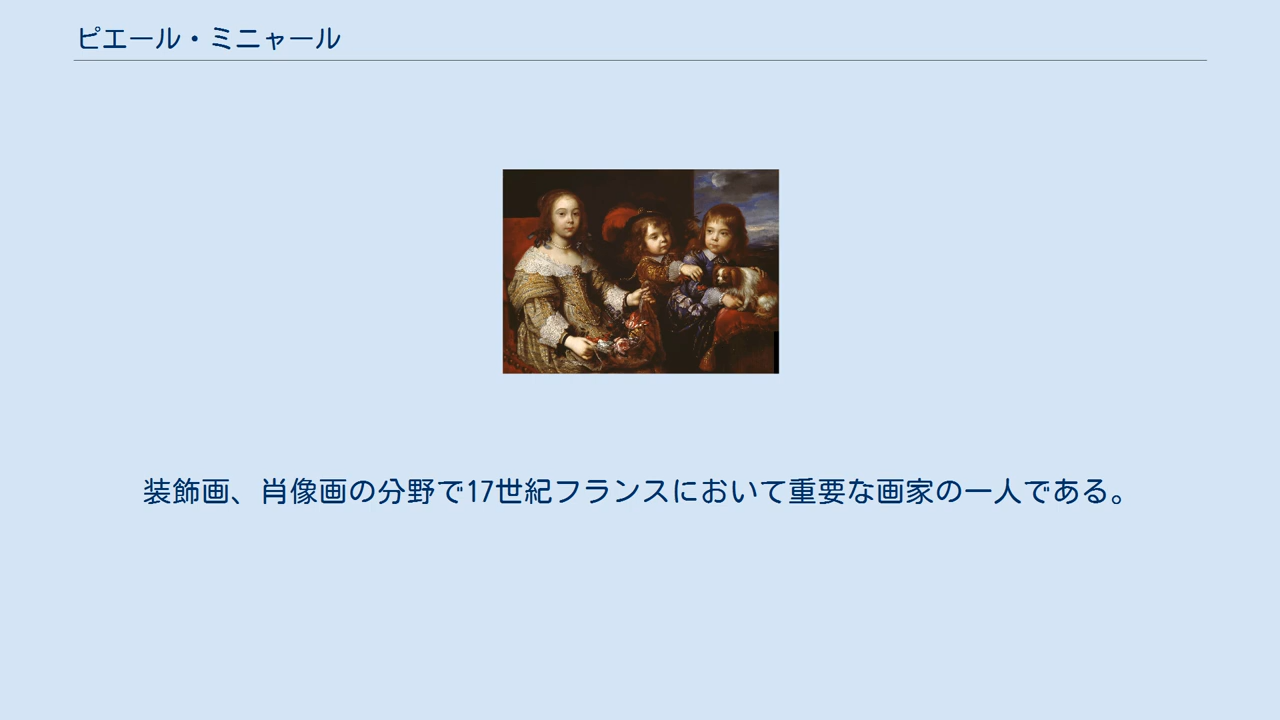 ピエール・ミニャール
装飾画、肖像画の分野で17世紀フランスにおいて重要な画家の一人である。